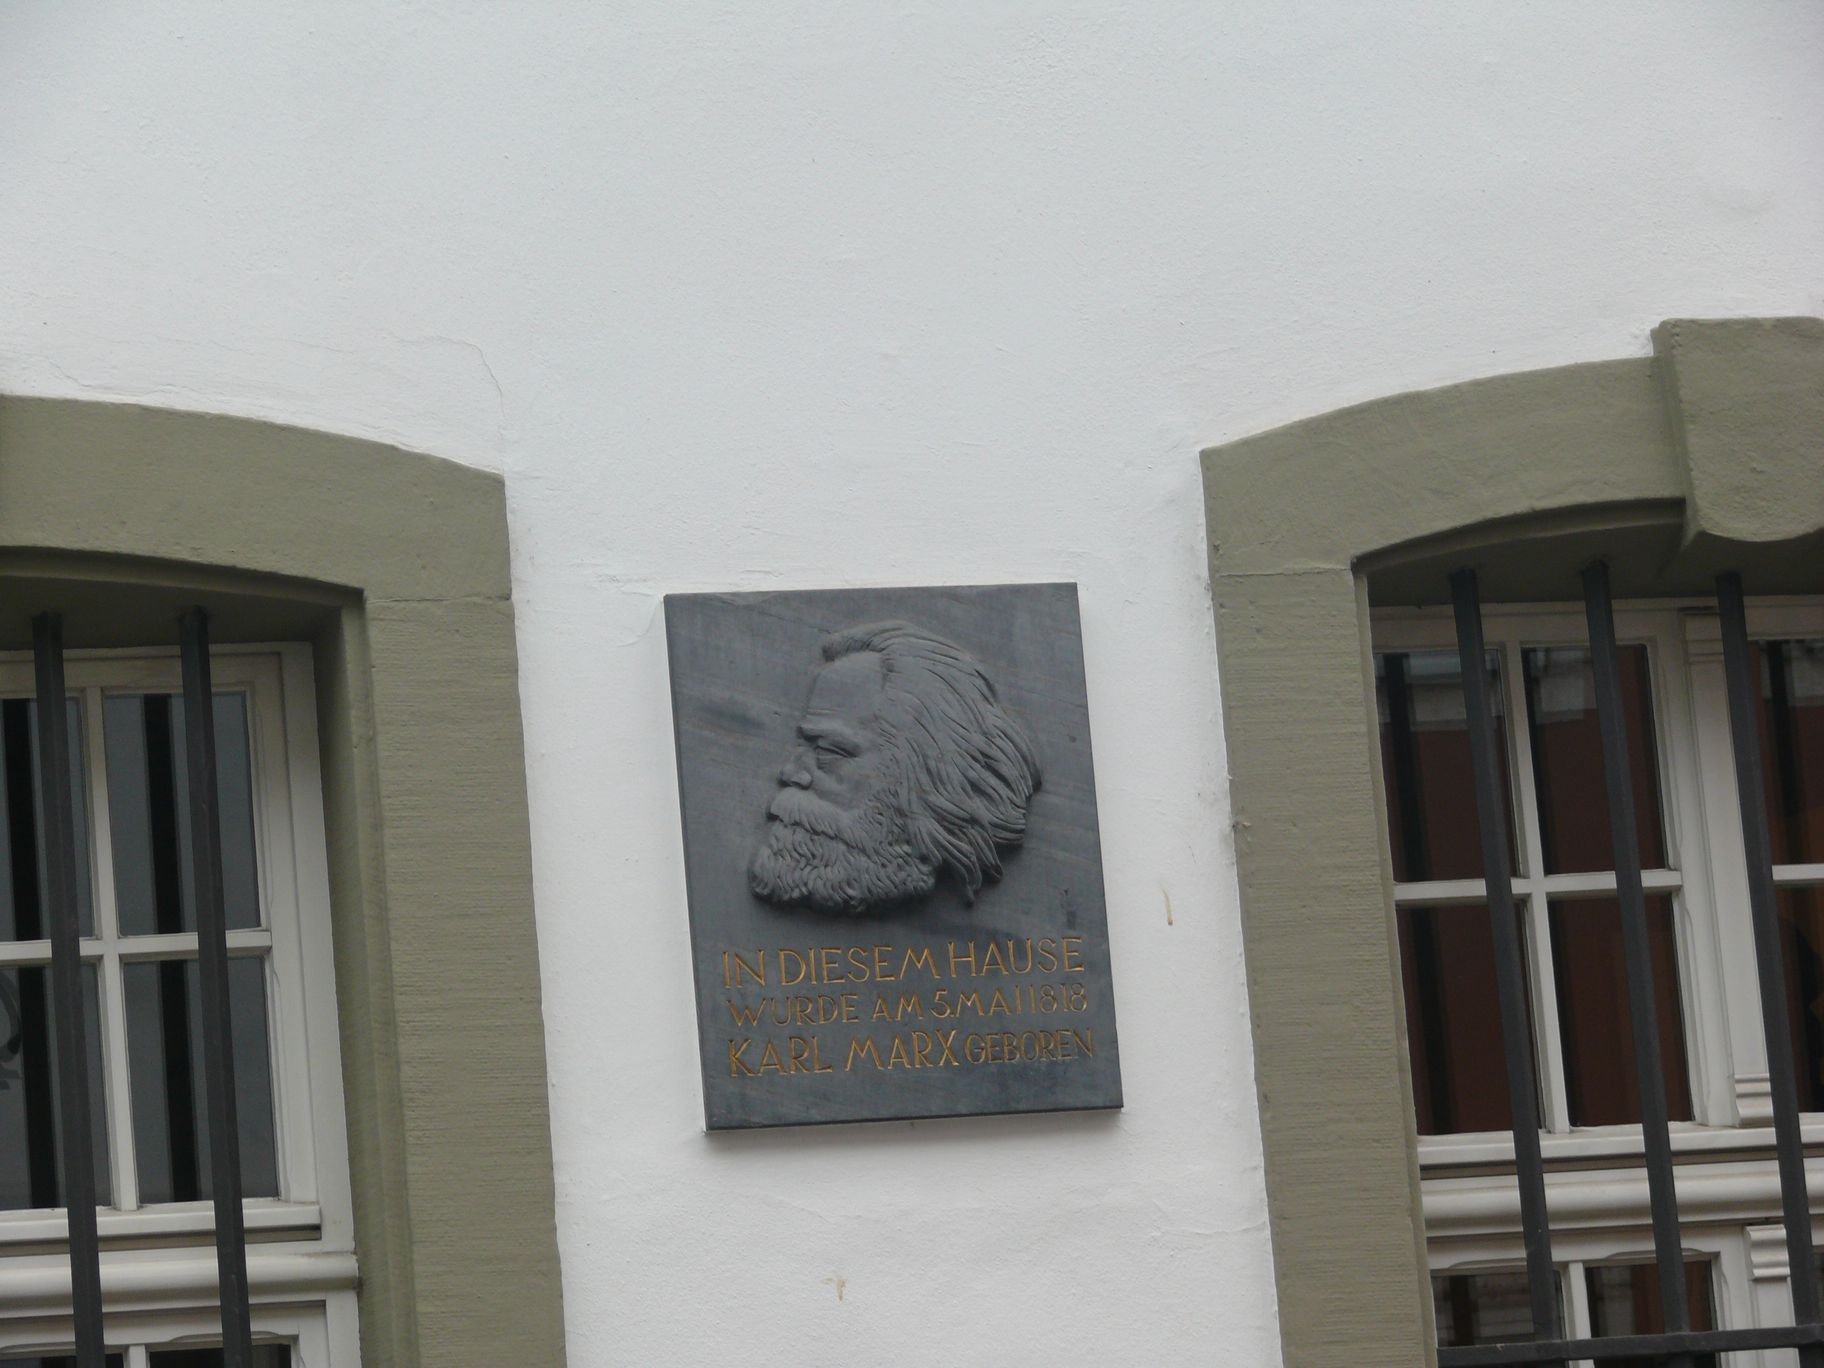 IN DIESEM HAUSE
WURDE AM 5. MAI 1818
KARL MARX GEBOREN